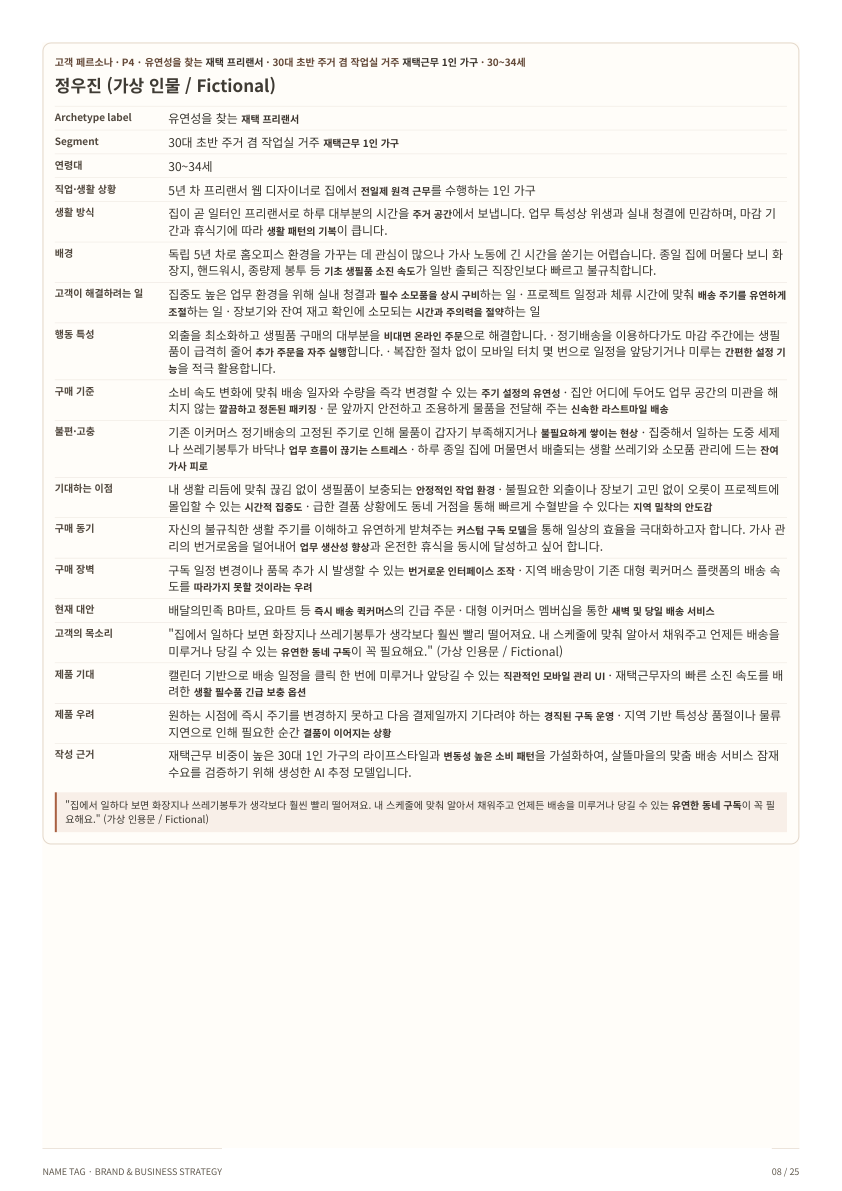 고객 페르소나 · P4 · 유연성을 찾는 재택 프리랜서 · 30대 초반 주거 겸 작업실 거주 재택근무 1인 가구 · 30~34세
정우진 (가상 인물 / Fictional)
Archetype label 유연성을 찾는 재택 프리랜서
Segment 30대 초반 주거 겸 작업실 거주 재택근무 1인 가구
연령대 30~34세
직업·생활 상황 5년 차 프리랜서 웹 디자이너로 집에서 전일제 원격 근무를 수행하는 1인 가구
생활 방식 집이 곧 일터인 프리랜서로 하루 대부분의 시간을 주거 공간에서 보냅니다. 업무 특성상 위생과 실내 청결에 민감하며, 마감 기
간과 휴식기에 따라 생활 패턴의 기복이 큽니다.
배경 독립 5년 차로 홈오피스 환경을 가꾸는 데 관심이 많으나 가사 노동에 긴 시간을 쏟기는 어렵습니다. 종일 집에 머물다 보니 화
장지, 핸드워시, 종량제 봉투 등 기초 생필품 소진 속도가 일반 출퇴근 직장인보다 빠르고 불규칙합니다.
고객이 해결하려는 일 집중도 높은 업무 환경을 위해 실내 청결과 필수 소모품을 상시 구비하는 일 · 프로젝트 일정과 체류 시간에 맞춰 배송 주기를 유연하게
조절하는 일 · 장보기와 잔여 재고 확인에 소모되는 시간과 주의력을 절약하는 일
행동 특성 외출을 최소화하고 생필품 구매의 대부분을 비대면 온라인 주문으로 해결합니다. · 정기배송을 이용하다가도 마감 주간에는 생필
품이 급격히 줄어 추가 주문을 자주 실행합니다. · 복잡한 절차 없이 모바일 터치 몇 번으로 일정을 앞당기거나 미루는 간편한 설정 기
능을 적극 활용합니다.
구매 기준 소비 속도 변화에 맞춰 배송 일자와 수량을 즉각 변경할 수 있는 주기 설정의 유연성 · 집안 어디에 두어도 업무 공간의 미관을 해
치지 않는 깔끔하고 정돈된 패키징 · 문 앞까지 안전하고 조용하게 물품을 전달해 주는 신속한 라스트마일 배송
불편·고충 기존 이커머스 정기배송의 고정된 주기로 인해 물품이 갑자기 부족해지거나 불필요하게 쌓이는 현상 · 집중해서 일하는 도중 세제
나 쓰레기봉투가 바닥나 업무 흐름이 끊기는 스트레스 · 하루 종일 집에 머물면서 배출되는 생활 쓰레기와 소모품 관리에 드는 잔여
가사 피로
기대하는 이점 내 생활 리듬에 맞춰 끊김 없이 생필품이 보충되는 안정적인 작업 환경 · 불필요한 외출이나 장보기 고민 없이 오롯이 프로젝트에
몰입할 수 있는 시간적 집중도 · 급한 결품 상황에도 동네 거점을 통해 빠르게 수혈받을 수 있다는 지역 밀착의 안도감
구매 동기 자신의 불규칙한 생활 주기를 이해하고 유연하게 받쳐주는 커스텀 구독 모델을 통해 일상의 효율을 극대화하고자 합니다. 가사 관
리의 번거로움을 덜어내어 업무 생산성 향상과 온전한 휴식을 동시에 달성하고 싶어 합니다.
구매 장벽 구독 일정 변경이나 품목 추가 시 발생할 수 있는 번거로운 인터페이스 조작 · 지역 배송망이 기존 대형 퀵커머스 플랫폼의 배송 속
도를 따라가지 못할 것이라는 우려
현재 대안 배달의민족 B마트, 요마트 등 즉시 배송 퀵커머스의 긴급 주문 · 대형 이커머스 멤버십을 통한 새벽 및 당일 배송 서비스
고객의 목소리 "집에서 일하다 보면 화장지나 쓰레기봉투가 생각보다 훨씬 빨리 떨어져요. 내 스케줄에 맞춰 알아서 채워주고 언제든 배송을
미루거나 당길 수 있는 유연한 동네 구독이 꼭 필요해요." (가상 인용문 / Fictional)
제품 기대 캘린더 기반으로 배송 일정을 클릭 한 번에 미루거나 앞당길 수 있는 직관적인 모바일 관리 UI · 재택근무자의 빠른 소진 속도를 배
려한 생활 필수품 긴급 보충 옵션
제품 우려 원하는 시점에 즉시 주기를 변경하지 못하고 다음 결제일까지 기다려야 하는 경직된 구독 운영 · 지역 기반 특성상 품절이나 물류
지연으로 인해 필요한 순간 결품이 이어지는 상황
작성 근거 재택근무 비중이 높은 30대 1인 가구의 라이프스타일과 변동성 높은 소비 패턴을 가설화하여, 살뜰마을의 맞춤 배송 서비스 잠재
수요를 검증하기 위해 생성한 AI 추정 모델입니다.
"집에서 일하다 보면 화장지나 쓰레기봉투가 생각보다 훨씬 빨리 떨어져요. 내 스케줄에 맞춰 알아서 채워주고 언제든 배송을 미루거나 당길 수 있는 유연한 동네 구독이 꼭 필
요해요." (가상 인용문 / Fictional)
NAME TAG · BRAND & BUSINESS STRATEGY 08 / 25